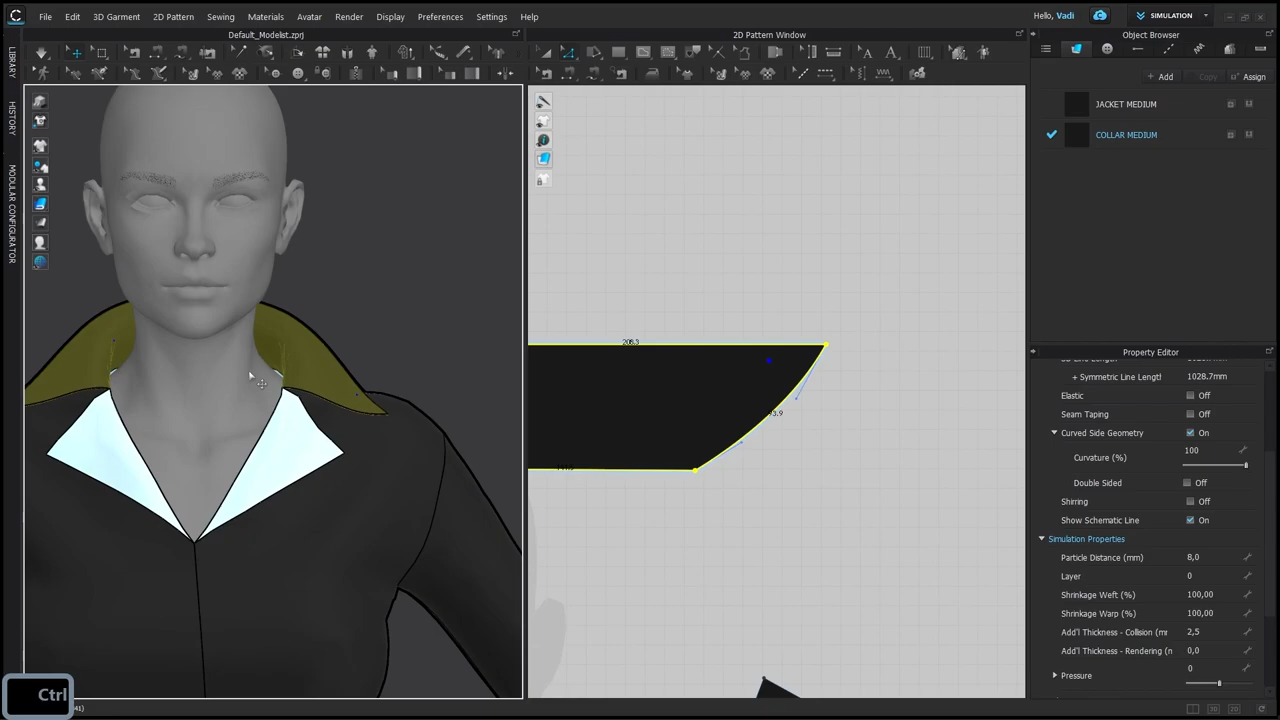 File Edit 3D Garment 2D Pattern Sewing Materials Avatar Render Display Preferences Settings Help
Hello, Vadi
SIMULATION
Default_Modelist.zprj
2D Pattern Window
Object Browser
LIBRARY
HISTORY
MODULAR CONFIGURATOR
+ Add
Copy
Assign
JACKET MEDIUM
COLLAR MEDIUM
Property Editor
+ Symmetric Line Lengtl 1028.7mm
Elastic Off
Seam Taping Off
Curved Side Geometry On
Curvature (%) 100
Double Sided Off
Shirring Off
Show Schematic Line On
Simulation Properties
Particle Distance (mm) 8,0
Layer 0
Shrinkage Weft (%) 100,00
Shrinkage Warp (%) 100,00
Add'l Thickness - Collision (m 2,5
Add'l Thickness - Rendering (n 0,0
Pressure 0
Ctrl